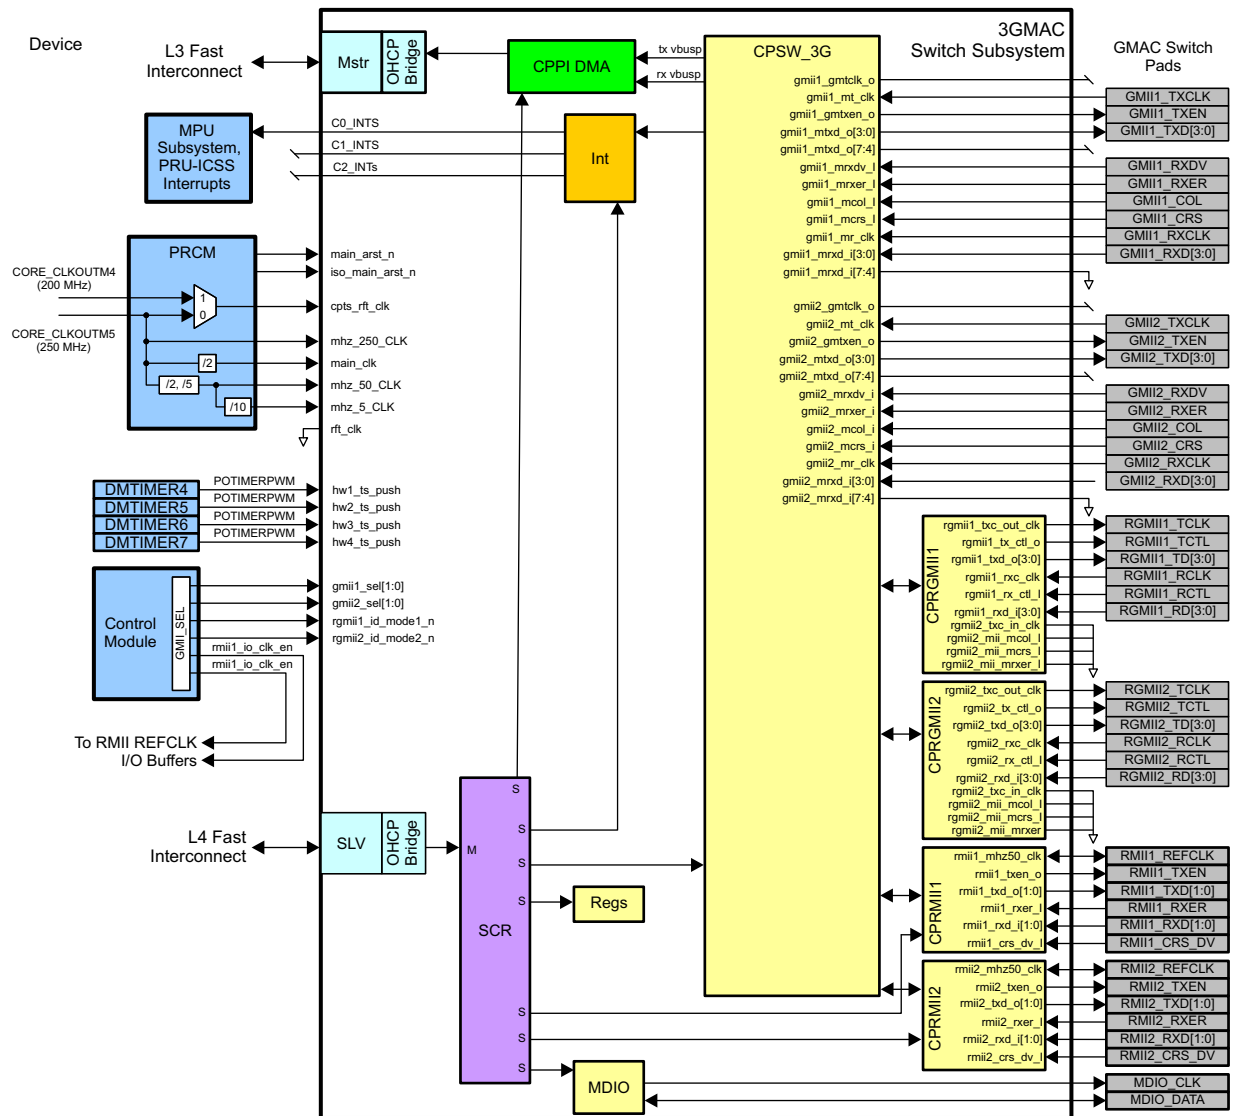 Device
3GMAC
Switch Subsystem
GMAC Switch
Pads
L3 Fast
Interconnect
Mstr
OHCP
Bridge
CPPI DMA
tx vbusp
rx vbusp
CPSW_3G
MPU
Subsystem,
PRU-ICSS
Interrupts
C0_INTS
C1_INTS
C2_INTs
Int
PRCM
CORE_CLKOUTM4
(200 MHz)
CORE_CLKOUTM5
(250 MHz)
1
0
/2
/2, /5
/10
main_arst_n
iso_main_arst_n
cpts_rft_clk
mhz_250_CLK
main_clk
mhz_50_CLK
mhz_5_CLK
rft_clk
DMTIMER4
DMTIMER5
DMTIMER6
DMTIMER7
POTIMERPWM
POTIMERPWM
POTIMERPWM
POTIMERPWM
hw1_ts_push
hw2_ts_push
hw3_ts_push
hw4_ts_push
Control
Module
GMII_SEL
gmii1_sel[1:0]
gmii2_sel[1:0]
rgmii1_id_mode1_n
rgmii2_id_mode2_n
rmii1_io_clk_en
rmii1_io_clk_en
To RMII REFCLK
I/O Buffers
L4 Fast
Interconnect
SLV
OHCP
Bridge
M
SCR
S
S
S
S
S
S
S
Regs
MDIO
gmii1_gmtclk_o
gmii1_mt_clk
gmii1_gmtxen_o
gmii1_mtxd_o[3:0]
gmii1_mtxd_o[7:4]
gmii1_mrxdv_I
gmii1_mrxer_I
gmii1_mcol_I
gmii1_mcrs_I
gmii1_mr_clk
gmii1_mrxd_i[3:0]
gmii1_mrxd_i[7:4]
gmii2_gmtclk_o
gmii2_mt_clk
gmii2_gmtxen_o
gmii2_mtxd_o[3:0]
gmii2_mtxd_o[7:4]
gmii2_mrxdv_i
gmii2_mrxer_i
gmii2_mcol_i
gmii2_mcrs_i
gmii2_mr_clk
gmii2_mrxd_i[3:0]
gmii2_mrxd_i[7:4]
GMII1_TXCLK
GMII1_TXEN
GMII1_TXD[3:0]
GMII1_RXDV
GMII1_RXER
GMII1_COL
GMII1_CRS
GMII1_RXCLK
GMII1_RXD[3:0]
GMII2_TXCLK
GMII2_TXEN
GMII2_TXD[3:0]
GMII2_RXDV
GMII2_RXER
GMII2_COL
GMII2_CRS
GMII2_RXCLK
GMII2_RXD[3:0]
CPRGMII1
rgmii1_txc_out_clk
rgmii1_tx_ctl_o
rgmii1_txd_o[3:0]
rgmii1_rxc_clk
rgmii1_rx_ctl_I
rgmii1_rxd_i[3:0]
rgmii2_txc_in_clk
rgmii2_mii_mcol_I
rgmii2_mii_mcrs_I
rgmii2_mii_mrxer_I
RGMII1_TCLK
RGMII1_TCTL
RGMII1_TD[3:0]
RGMII1_RCLK
RGMII1_RCTL
RGMII1_RD[3:0]
CPRGMII2
rgmii2_txc_out_clk
rgmii2_tx_ctl_o
rgmii2_txd_o[3:0]
rgmii2_rxc_clk
rgmii2_rx_ctl_I
rgmii2_rxd_i[3:0]
rgmii2_txc_in_clk
rgmii2_mii_mcol_I
rgmii2_mii_mcrs_I
rgmii2_mii_mrxer
RGMII2_TCLK
RGMII2_TCTL
RGMII2_TD[3:0]
RGMII2_RCLK
RGMII2_RCTL
RGMII2_RD[3:0]
CPRMII1
rmii1_mhz50_clk
rmii1_txen_o
rmii1_txd_o[1:0]
rmii1_rxer_I
rmii1_rxd_i[1:0]
rmii1_crs_dv_I
RMII1_REFCLK
RMII1_TXEN
RMII1_TXD[1:0]
RMII1_RXER
RMII1_RXD[1:0]
RMII1_CRS_DV
CPRMII2
rmii2_mhz50_clk
rmii2_txen_o
rmii2_txd_o[1:0]
rmii2_rxer_I
rmii2_rxd_i[1:0]
rmii2_crs_dv_I
RMII2_REFCLK
RMII2_TXEN
RMII2_TXD[1:0]
RMII2_RXER
RMII2_RXD[1:0]
RMII2_CRS_DV
MDIO_CLK
MDIO_DATA